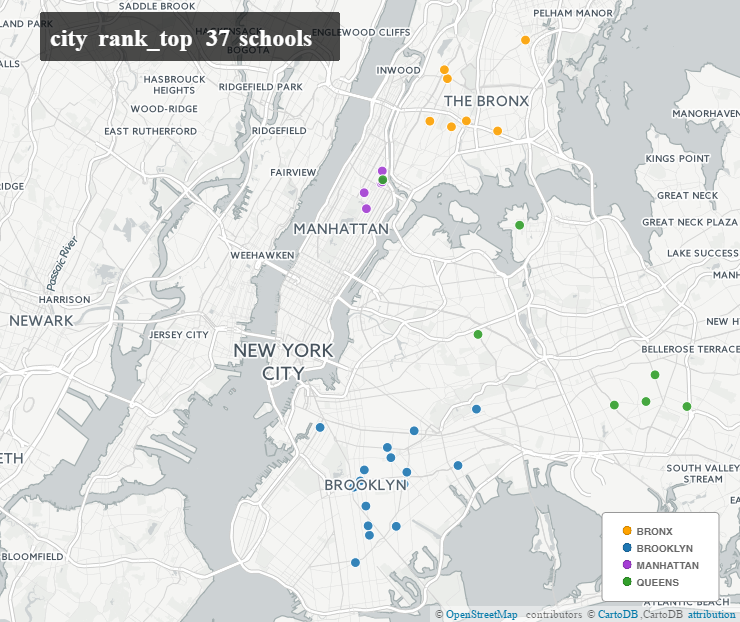 SADDLE BROOK
PELHAM MANOR
LAND PARK
HACKENSACK
ENGLEWOOD CLIFFS
city rank_top 37 schools
BOGOTA
ALLS
INWOOD
HASBROUCK
HEIGHTS
RIDGEFIELD PARK
THE BRONX
WOOD-RIDGE
MANORHAVEN
EAST RUTHERFORD
RIDGEFIELD
KINGS POINT
FAIRVIEW
RIDGE
GREAT NECK
GREAT NECK PLAZA
MANHATTAN
Passaic River
WEEHAWKEN
LAKE SUCCESS
MANH
HARRISON
NEWARK
JERSEY CITY
NEW H
NEW YORK
CITY
BELLEROSE TERRACE
ETH
SOUTH VALLEY
STREAM
BROOKLYN
EA
BRONX
BROOKLYN
MANHATTAN
QUEENS
BLOOMFIELD
ATLANTIC BEACH
© OpenStreetMap contributors © CartoDB ,CartoDB attribution